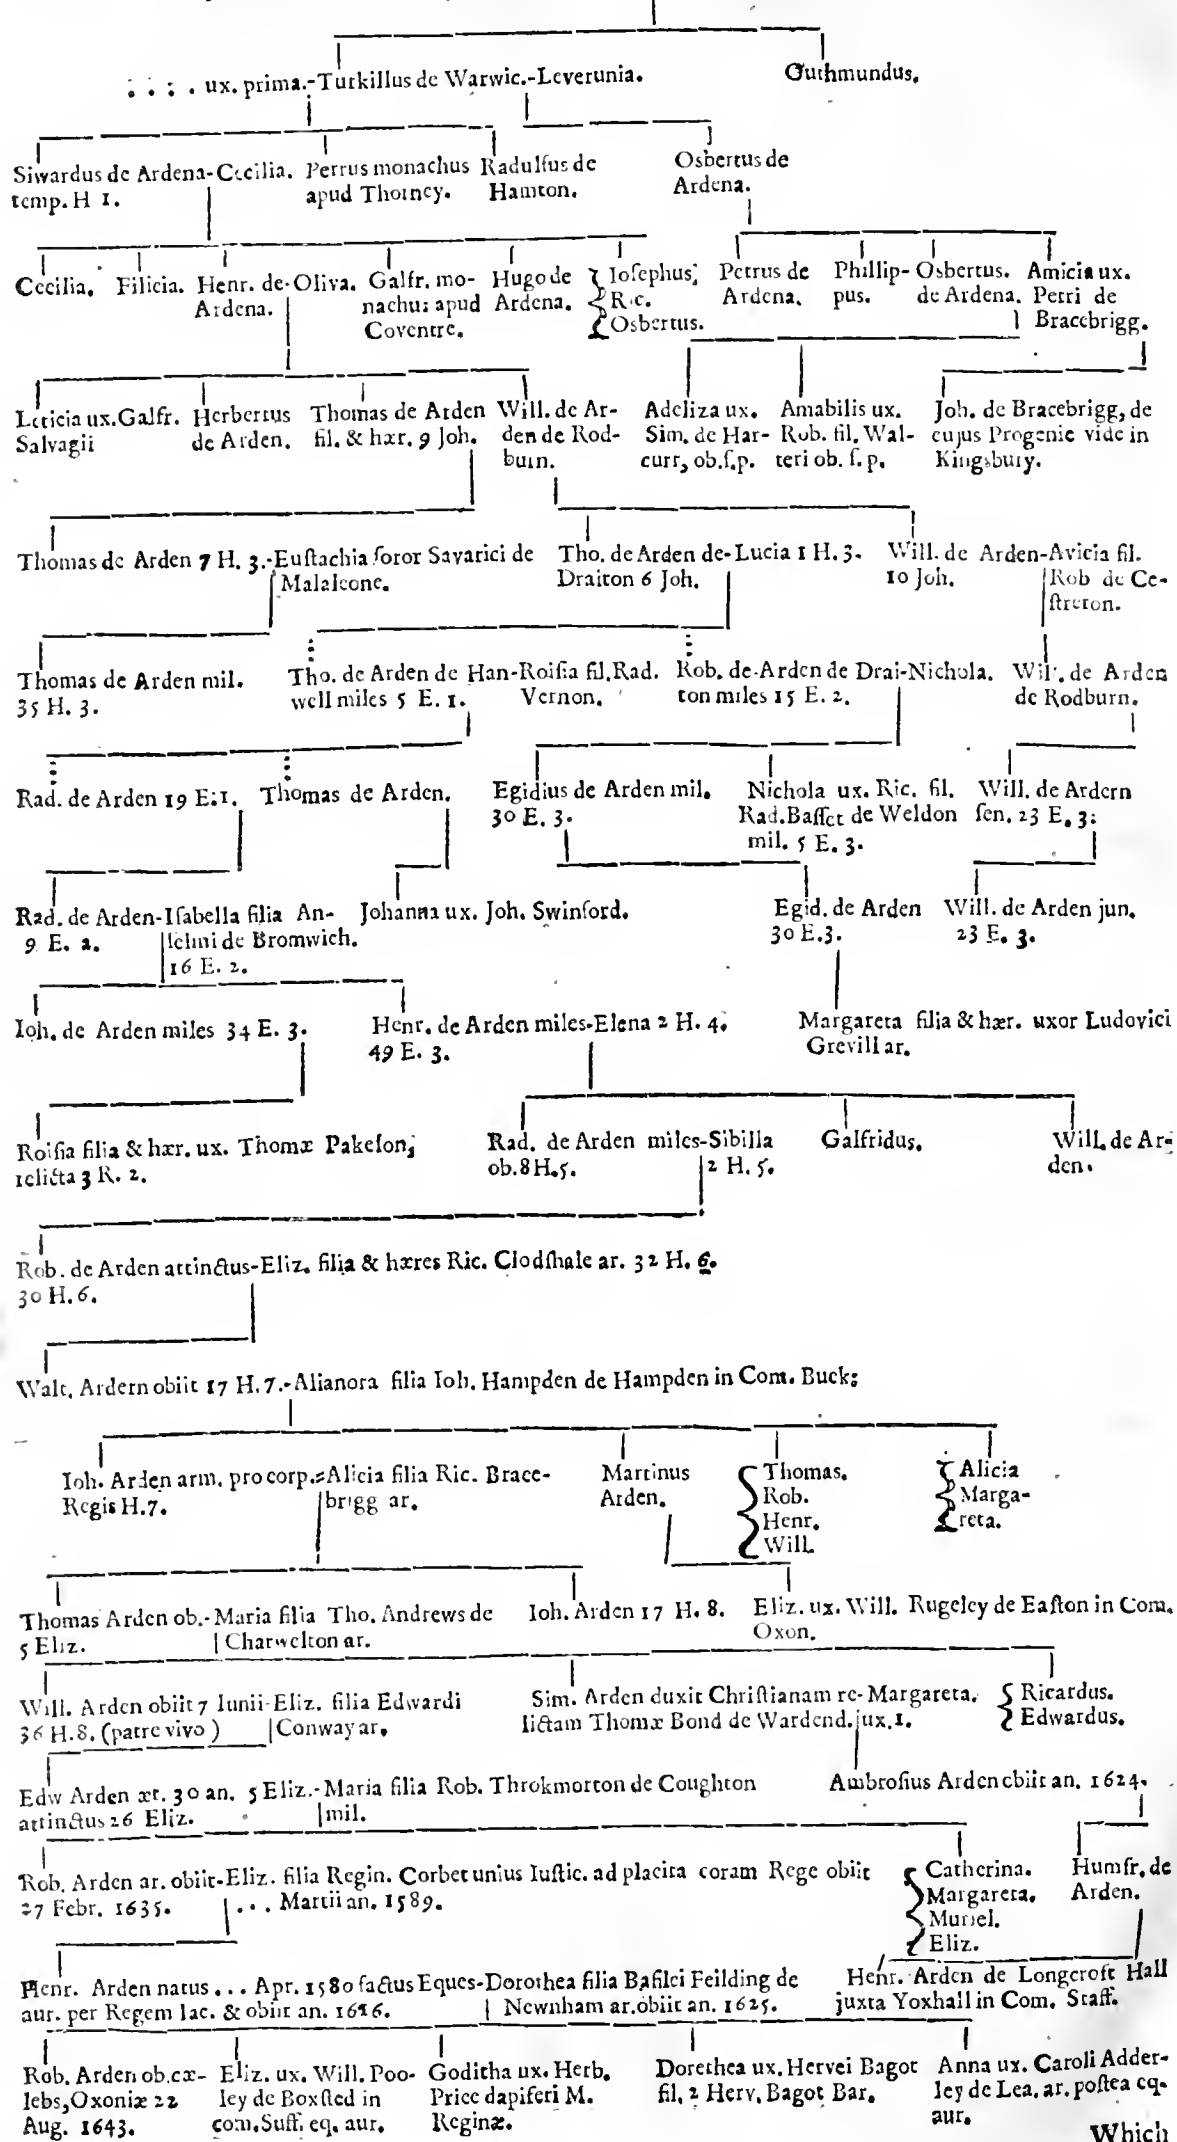 : : : . ux. prima.-Turkillus de Warwic.-Leverunia. Guthmundus.
Siwardus de Ardena-Cecilia. Petrus monachus Radulfus de Osbertus de
temp. H 1. apud Thorney. Hamton. Ardena.
Cecilia. Filicia. Henr. de-Oliva. Galfr. mo- Hugo de Iosephus, Petrus de Phillip- Osbertus. Amicia ux.
Ardena. nachus apud Ardena. Ric. Ardena. pus. de Ardena. Petri de
Coventre. Osbertus. Bracebrigg.
Leticia ux. Galfr. Herbertus Thomas de Arden Will. de Ar- Adeliza ux. Amabilis ux. Joh. de Bracebrigg, de
Salvagii de Arden. fil. & hær. 9 Joh. den de Rod- Sim. de Har- Rob. fil. Wal- cujus Progenie vide in
burn. curr, ob.ſ.p. teri ob. ſ. p. Kingsbury.
Thomas de Arden 7 H. 3.-Euſtachia ſoror Savarici de Tho. de Arden de-Lucia 1 H. 3. Will. de Arden-Avicia fil.
Malaleone. Draiton 6 Joh. 10 Joh. Rob de Ce-
ſtreton.
Thomas de Arden mil. Tho. de Arden de Han-Roiſia fil. Rad. Rob. de-Arden de Drai-Nichola. Will. de Arden
35 H. 3. well miles 5 E. 1. Vernon. ton miles 15 E. 2. de Rodburn.
Rad. de Arden 19 E:1. Thomas de Arden. Egidius de Arden mil. Nichola ux. Ric. fil. Will. de Ardern
30 E. 3. Rad. Baſſet de Weldon ſen. 23 E. 3:
mil. 5 E. 3.
Rad. de Arden-Iſabella filia An- Johanna ux. Joh. Swinford. Egid. de Arden Will. de Arden jun.
9 E. 2. ſelmi de Bromwich. 30 E.3. 23 E. 3.
16 E. 2.
Ioh. de Arden miles 34 E. 3. Henr. de Arden miles-Elena 2 H. 4. Margareta filia & hær. uxor Ludovici
49 E. 3. Grevill ar.
Roiſia filia & hær. ux. Thomæ Pakeſon, Rad. de Arden miles-Sibilla Galfridus. Will. de Ar-
relicta 3 R. 2. ob. 8 H. 5. 2 H. 5. den.
Rob. de Arden attinctus-Eliz. filia & hæres Ric. Clodſhale ar. 32 H. 6.
30 H. 6.
Walt. Ardern obiit 17 H. 7.-Alianora filia Ioh. Hampden de Hampden in Com. Buck:
Ioh. Arden arm. pro corp.=Alicia filia Ric. Brace- Martinus Thomas. Alicia
Regis H.7. brigg ar. Arden. Rob. Marga-
Henr. reta.
Will.
Thomas Arden ob.-Maria filia Tho. Andrews de Ioh. Arden 17 H. 8. Eliz. ux. Will. Rugeley de Eaſton in Com.
5 Eliz. Charwelton ar. Oxon.
Will. Arden obiit 7 Iunii-Eliz. filia Edwardi Sim. Arden duxit Chriſtianam re-Margareta. Ricardus.
36 H.8. (patre vivo) Conway ar. lictam Thomæ Bond de Wardend. ux. 1. Edwardus.
Edw Arden æt. 30 an. 5 Eliz.-Maria filia Rob. Throkmorton de Coughton Ambroſius Arden obiit an. 1624.
attinctus 26 Eliz. mil.
Rob. Arden ar. obiit-Eliz. filia Regin. Corbet unius Iuſtic. ad placita coram Rege obiit Catherina. Humfr. de
27 Febr. 1635. ... Martii an. 1589. Margareta. Arden.
Muriel.
Eliz.
Henr. Arden natus ... Apr. 1580 factus Eques-Dorothea filia Baſilei Feilding de Henr. Arden de Longcroft Hall
aur. per Regem Iac. & obiit an. 1616. Newnham ar. obiit an. 1625. juxta Yoxhall in Com. Staff.
Rob. Arden ob. cæ- Eliz. ux. Will. Poo- Goditha ux. Herb. Dorethea ux. Hervei Bagot Anna ux. Caroli Adder-
lebs, Oxoniæ 22 ley de Boxſted in Price dapiferi M. fil. 2 Herv. Bagot Bar. ley de Lea. ar. poſtea eq.
Aug. 1643. com. Suff. eq. aur. Reginæ. aur.
Which